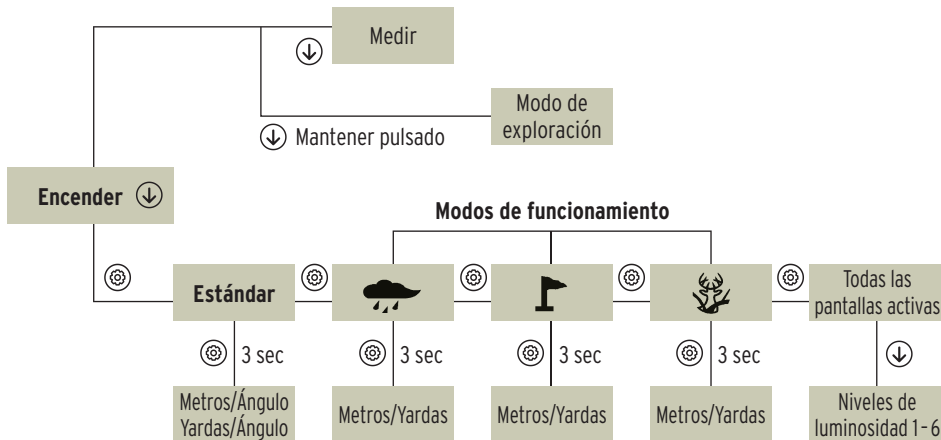 Medir
Modo de
exploración
Mantener pulsado
Encender
Modos de funcionamiento
Estándar
Todas las
pantallas activas
3 sec
3 sec
3 sec
3 sec
Metros/Ángulo
Yardas/Ángulo
Metros/Yardas
Metros/Yardas
Metros/Yardas
Niveles de
luminosidad 1-6